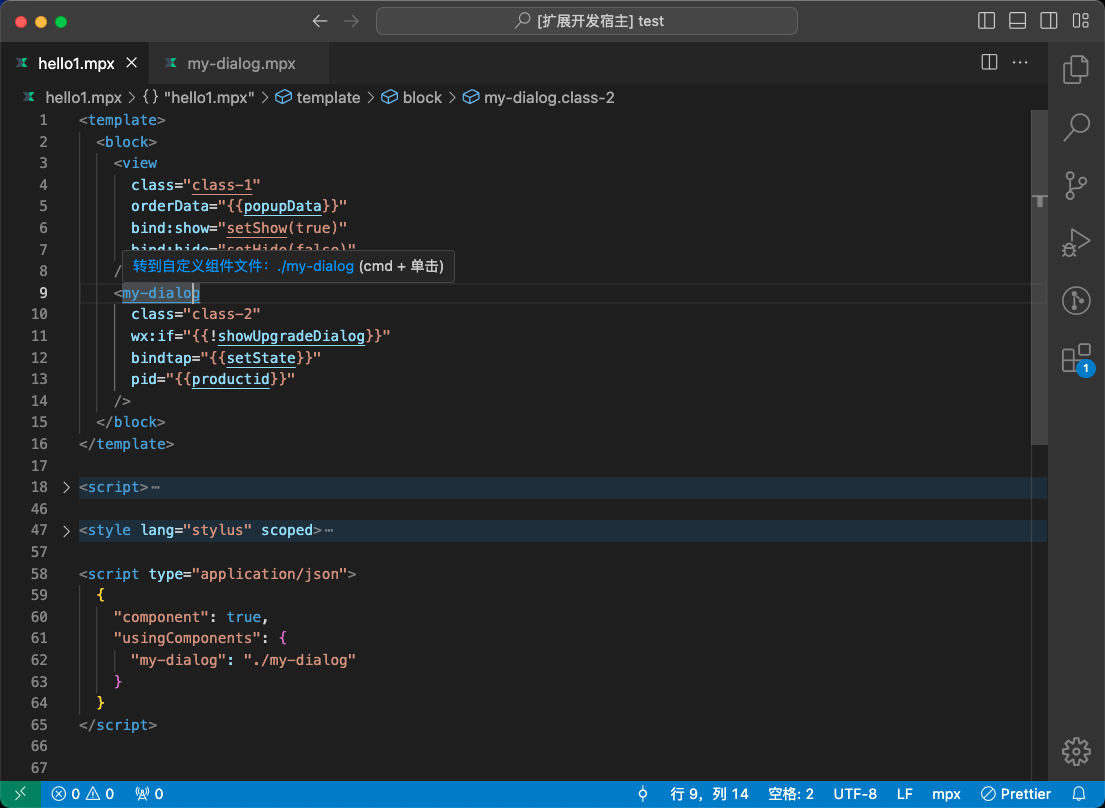 [扩展开发宿主] test
hello1.mpx
my-dialog.mpx
hello1.mpx > {} "hello1.mpx" > template > block > my-dialog.class-2
1 <template>
2 <block>
3 <view
4 class="class-1"
5 orderData="{{popupData}}"
6 bind:show="setShow(true)"
7 bind:hide="setHide(false)"
转到自定义组件文件：./my-dialog (cmd + 单击)
8 /
9 <my-dialog
10 class="class-2"
11 wx:if="{{!showUpgradeDialog}}"
12 bindtap="{{setState}}"
13 pid="{{productid}}"
14 />
15 </block>
16 </template>
17
18 <script>⋯
46
47 <style lang="stylus" scoped>⋯
57
58 <script type="application/json">
59 {
60 "component": true,
61 "usingComponents": {
62 "my-dialog": "./my-dialog"
63 }
64 }
65 </script>
66
67
1
0 0 0 行 9，列 14 空格: 2 UTF-8 LF mpx Prettier